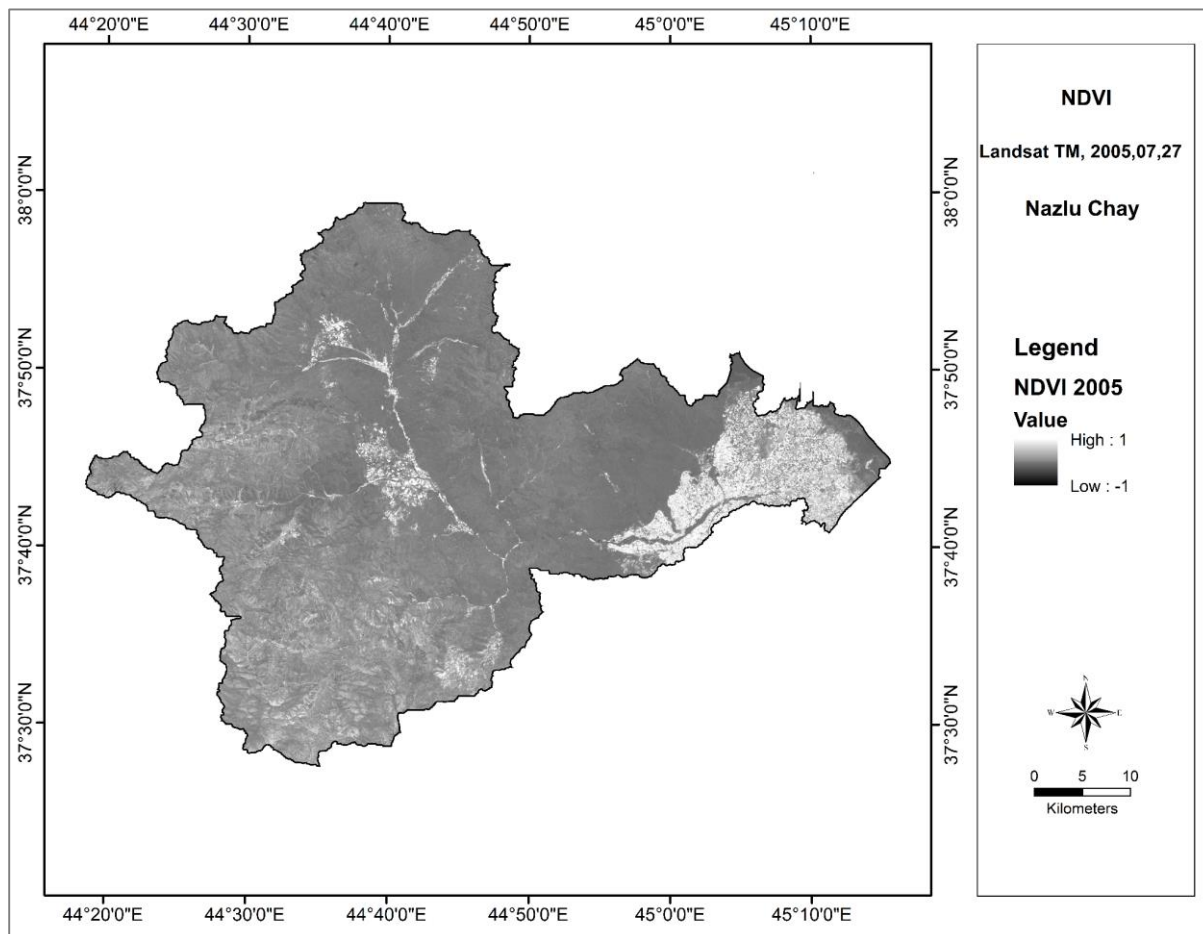 44°20'0"E 44°30'0"E 44°40'0"E 44°50'0"E 45°0'0"E 45°10'0"E
38°0'0"N
37°50'0"N
37°40'0"N
37°30'0"N
38°0'0"N
37°50'0"N
37°40'0"N
37°30'0"N
44°20'0"E 44°30'0"E 44°40'0"E 44°50'0"E 45°0'0"E 45°10'0"E
NDVI
Landsat TM, 2005,07,27
Nazlu Chay
Legend
NDVI 2005
Value
High : 1
Low : -1
N
W E
S
0 5 10
Kilometers